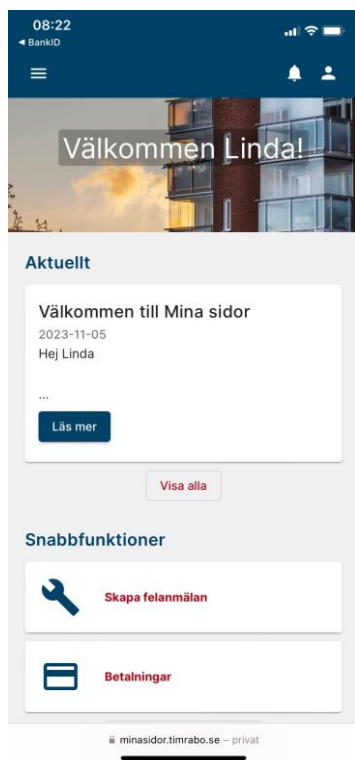 08:22
◀ BankID
Välkommen Linda!
Aktuellt
Välkommen till Mina sidor
2023-11-05
Hej Linda
...
Läs mer
Visa alla
Snabbfunktioner
Skapa felanmälan
Betalningar
minasidor.timrabo.se – privat